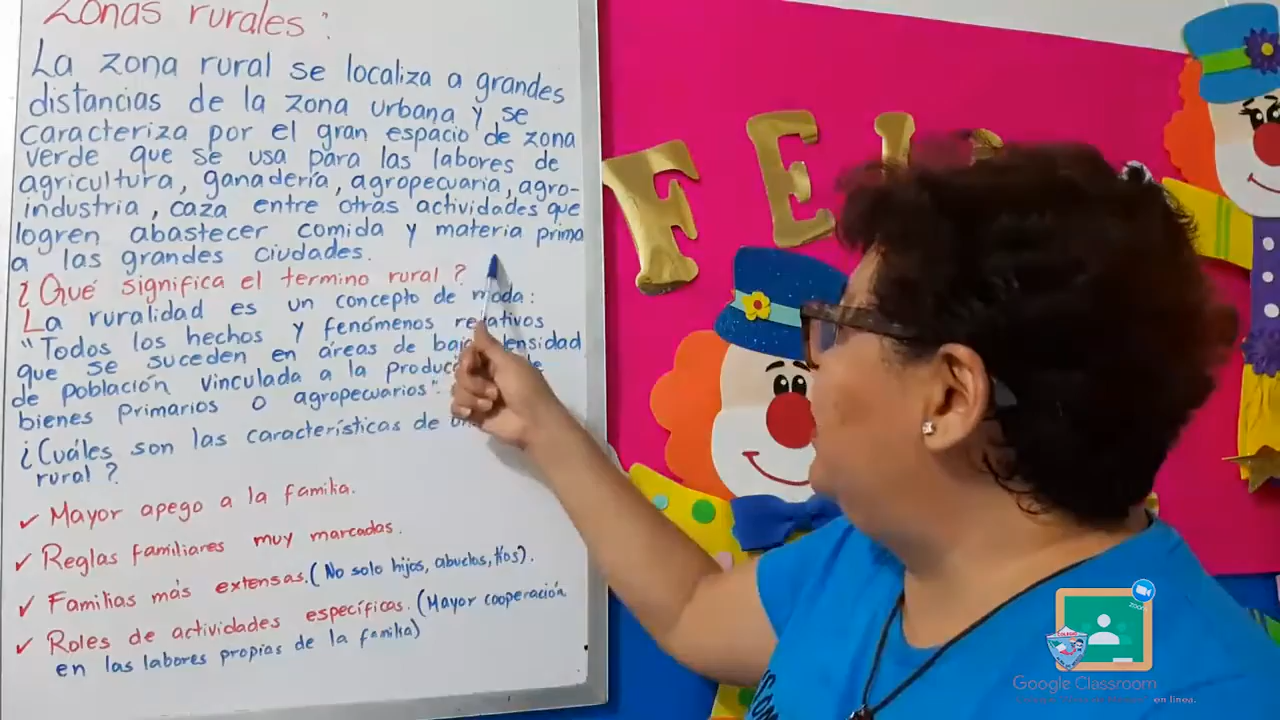 Zonas rurales:
La zona rural se localiza a grandes
distancias de la zona urbana y se
caracteriza por el gran espacio de zona
verde que se usa para las labores de
agricultura, ganadería, agropecuaria, agro-
industria, caza entre otras actividades que
logren abastecer comida y materia prima
a las grandes ciudades.
¿Qué significa el termino rural?
La ruralidad es un concepto de moda:
"Todos los hechos y fenómenos relativos
que se suceden en áreas de baja densidad
de población vinculada a la
bienes primarios o agropecuarios".
¿Cuáles son las características de
rural?
✓ Mayor apego a la familia.
✓ Reglas familiares muy marcadas.
✓ Familias más extensas. (No solo hijos, abuelos, tíos).
✓ Roles de actividades específicas. (Mayor cooperación
en las labores propias de la familia)
FEL
zoom
COLEGIO
Google Classroom
en línea.